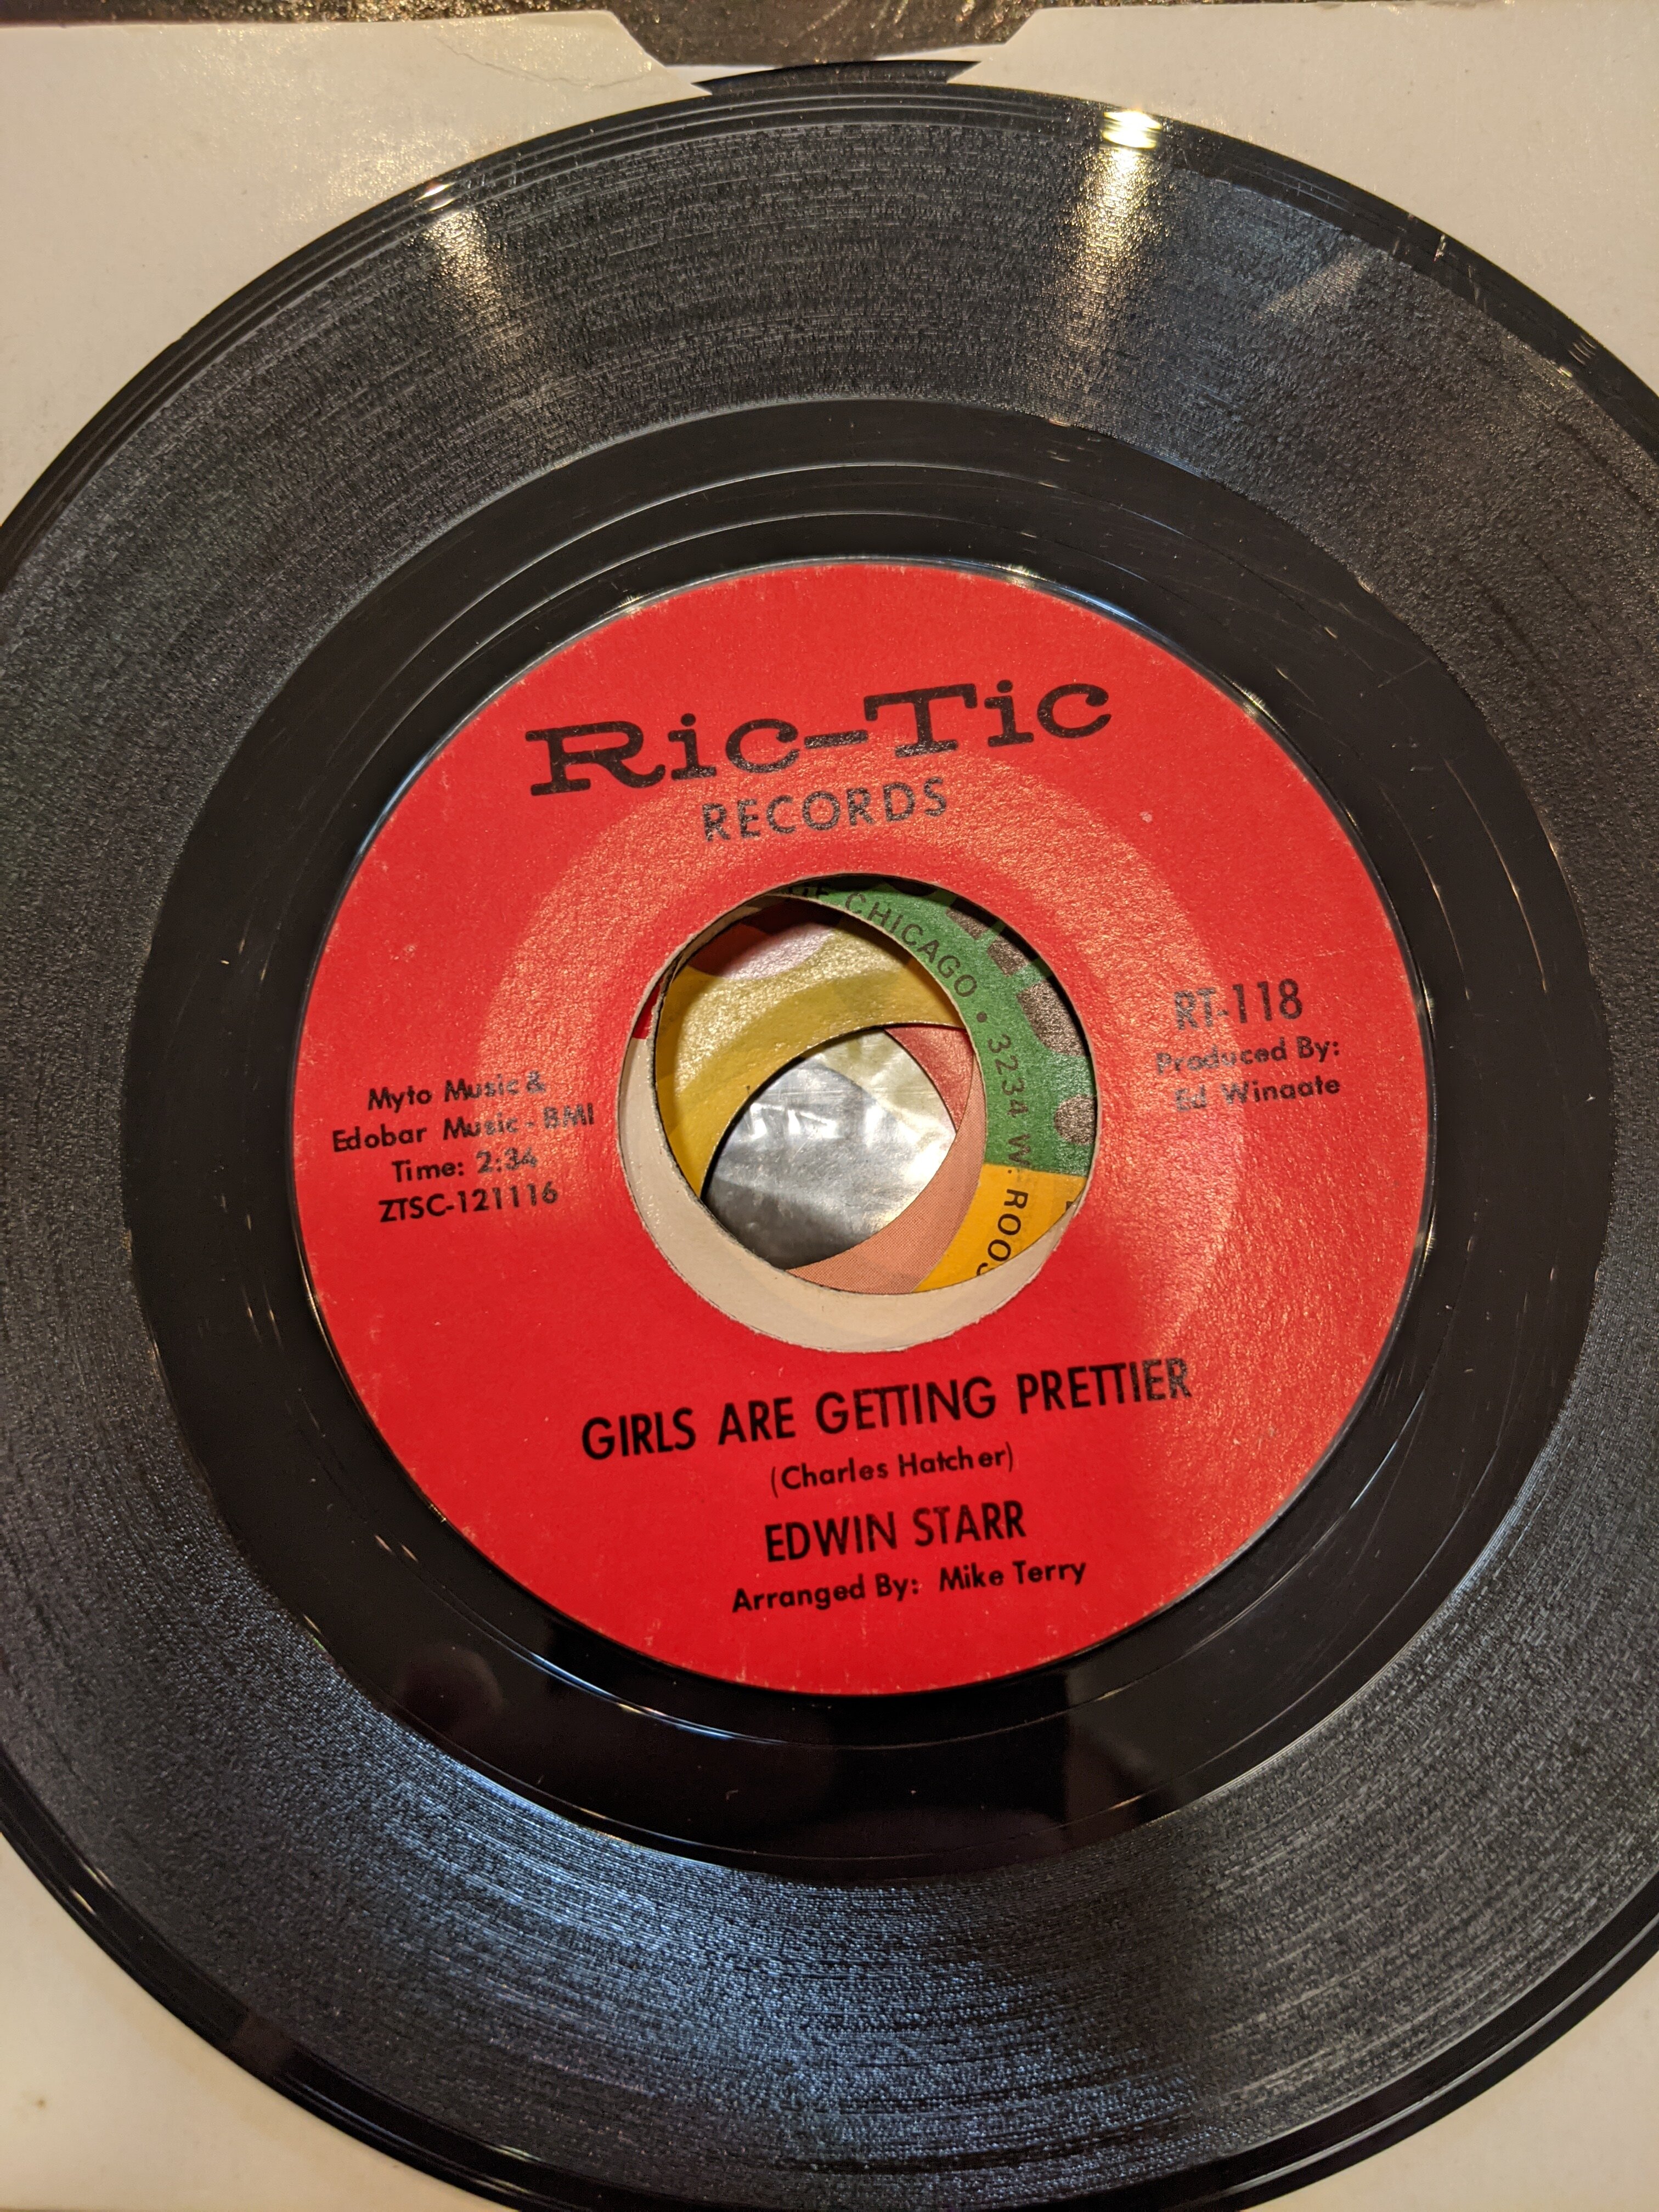 Ric-Tic
RECORDS
CHICAGO • 3234 W. ROOS
RT-118
Produced By:
Ed Wingate
Myto Music &
Edobar Music - BMI
Time: 2:34
ZTSC-121116
GIRLS ARE GETTING PRETTIER
(Charles Hatcher)
EDWIN STARR
Arranged By: Mike Terry